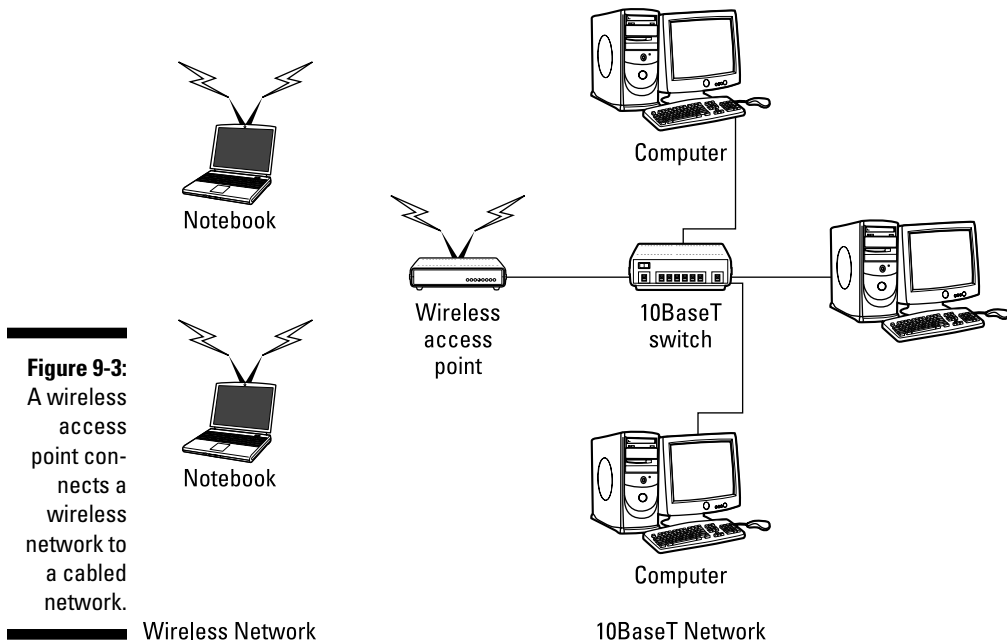 Computer
Notebook
Wireless
access
point
10BaseT
switch
Figure 9-3:
A wireless
access
point con-
nects a
wireless
network to
a cabled
network.
Notebook
Computer
Wireless Network
10BaseT Network